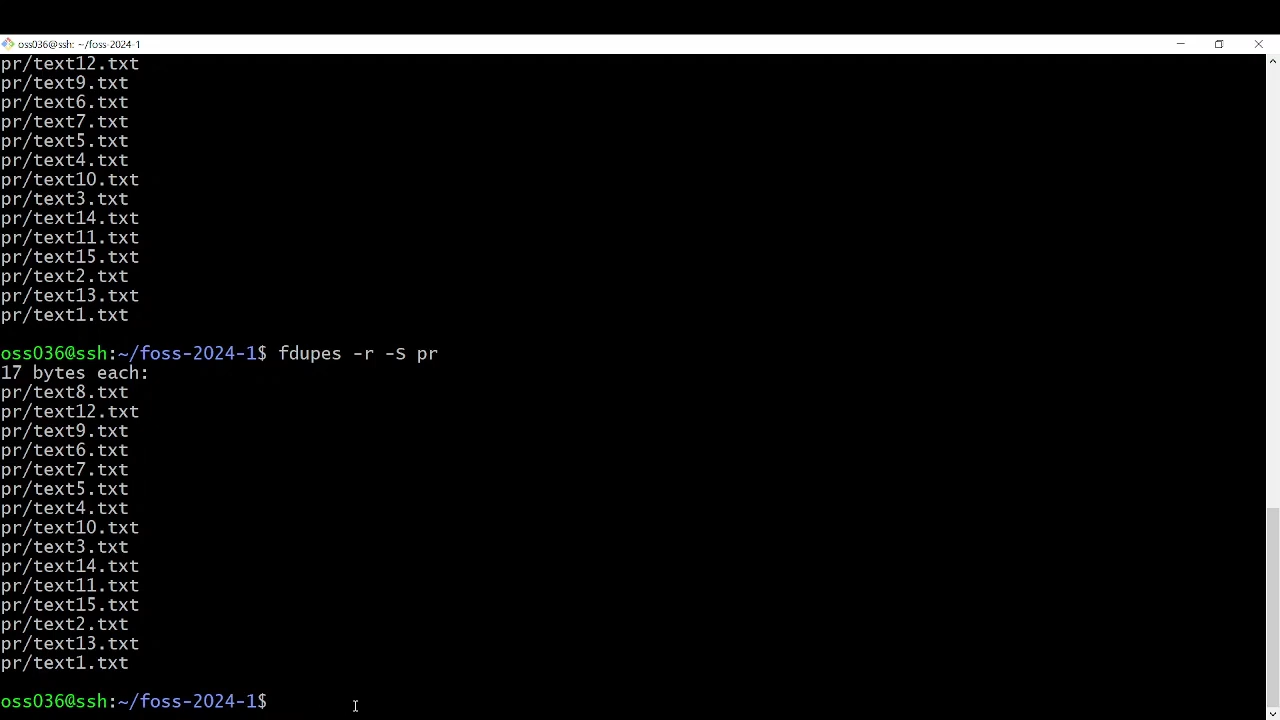 oss036@ssh: ~/foss-2024-1
pr/text12.txt
pr/text9.txt
pr/text6.txt
pr/text7.txt
pr/text5.txt
pr/text4.txt
pr/text10.txt
pr/text3.txt
pr/text14.txt
pr/text11.txt
pr/text15.txt
pr/text2.txt
pr/text13.txt
pr/text1.txt
oss036@ssh:~/foss-2024-1$ fdupes -r -S pr
17 bytes each:
pr/text8.txt
pr/text12.txt
pr/text9.txt
pr/text6.txt
pr/text7.txt
pr/text5.txt
pr/text4.txt
pr/text10.txt
pr/text3.txt
pr/text14.txt
pr/text11.txt
pr/text15.txt
pr/text2.txt
pr/text13.txt
pr/text1.txt
oss036@ssh:~/foss-2024-1$